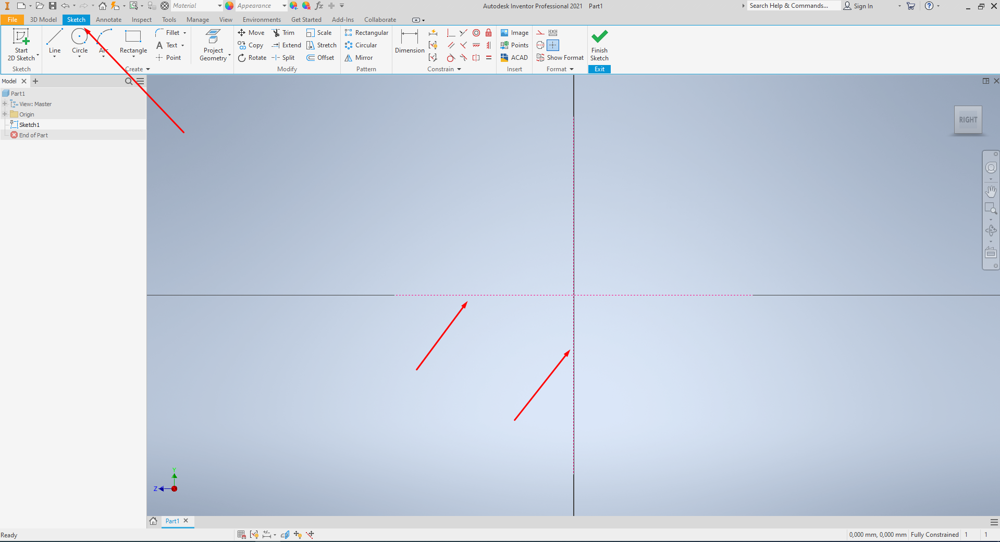 Material
Appearance
fx
Autodesk Inventor Professional 2021 Part1
Search Help & Commands...
Sign In
File 3D Model Sketch Annotate Inspect Tools Manage View Environments Get Started Add-Ins Collaborate
Start
2D Sketch
Sketch
Line
Circle
Arc
Rectangle
Fillet
Text
Point
Create
Project
Geometry
Move
Copy
Rotate
Trim
Extend
Split
Scale
Stretch
Offset
Modify
Rectangular
Circular
Mirror
Pattern
Dimension
Constrain
Image
Points
ACAD
Insert
Show Format
Format
Finish
Sketch
Exit
Model
Part1
View: Master
Origin
Sketch1
End of Part
RIGHT
Y
Z
Part1
Ready
0,000 mm, 0,000 mm Fully Constrained 1 1